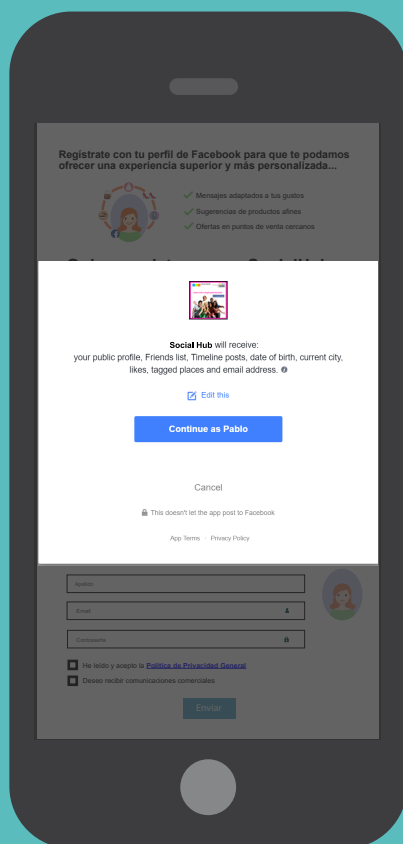 Regístrate con tu perfil de Facebook para que te podamos
ofrecer una experiencia superior y más personalizada...
Mensajes adaptados a tus gustos
Sugerencias de productos afines
Ofertas en puntos de venta cercanos
Social Hub will receive:
your public profile, Friends list, Timeline posts, date of birth, current city,
likes, tagged places and email address.
Edit this
Continue as Pablo
Cancel
This doesn't let the app post to Facebook
App Terms · Privacy Policy
Apellido
Email
Contraseña
He leído y acepto la Política de Privacidad General
Deseo recibir comunicaciones comerciales
Enviar